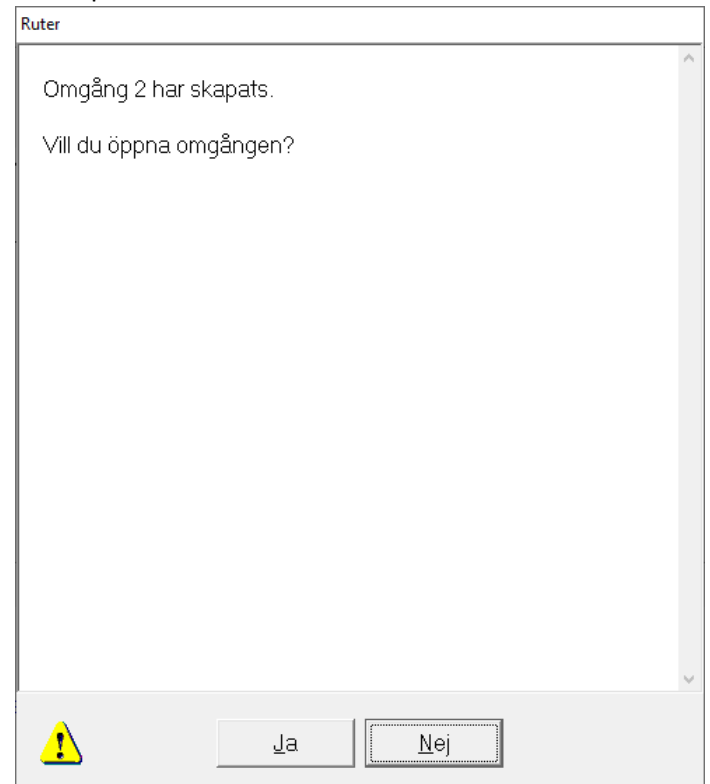 Ruter
Omgång 2 har skapats.
Vill du öppna omgången?
Ja
Nej